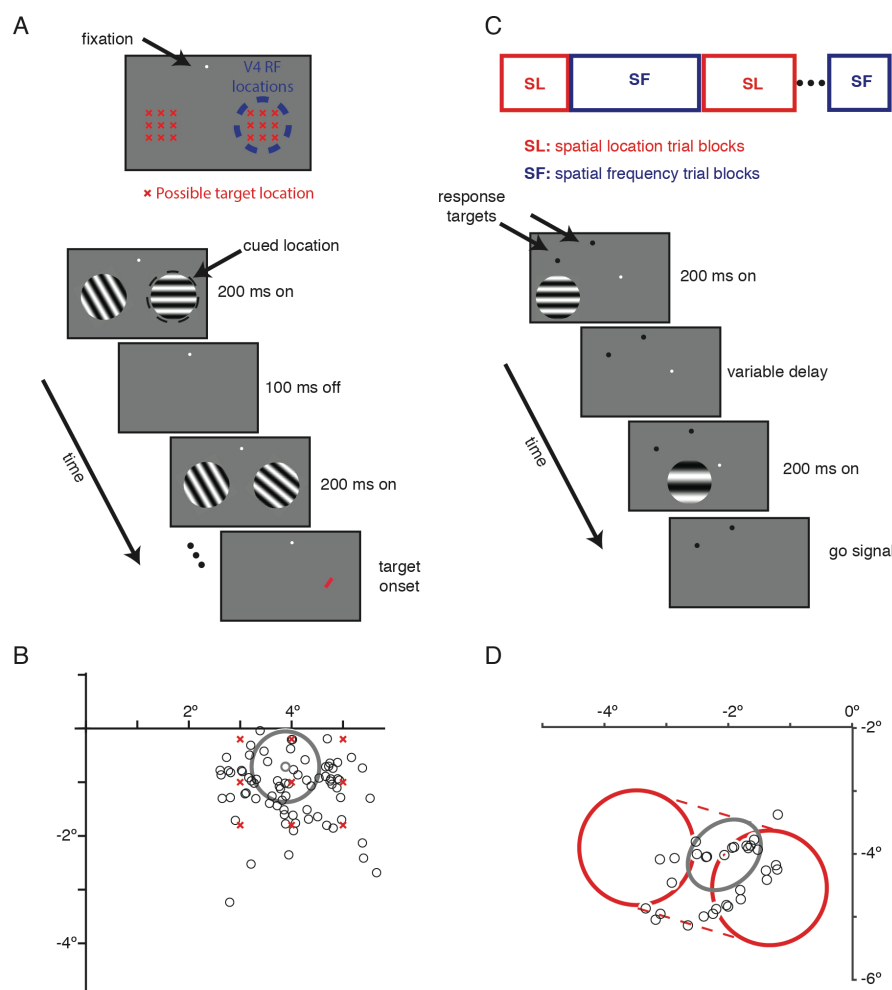 A
fixation
V4 RF
locations
× Possible target location
cued location
200 ms on
100 ms off
200 ms on
time
target
onset
C
SL
SF
SL
SF
SL: spatial location trial blocks
SF: spatial frequency trial blocks
response
targets
200 ms on
variable delay
200 ms on
time
go signal
B
2º
4º
-2º
-4º
D
-4º
-2º
0º
-2º
-4º
-6º